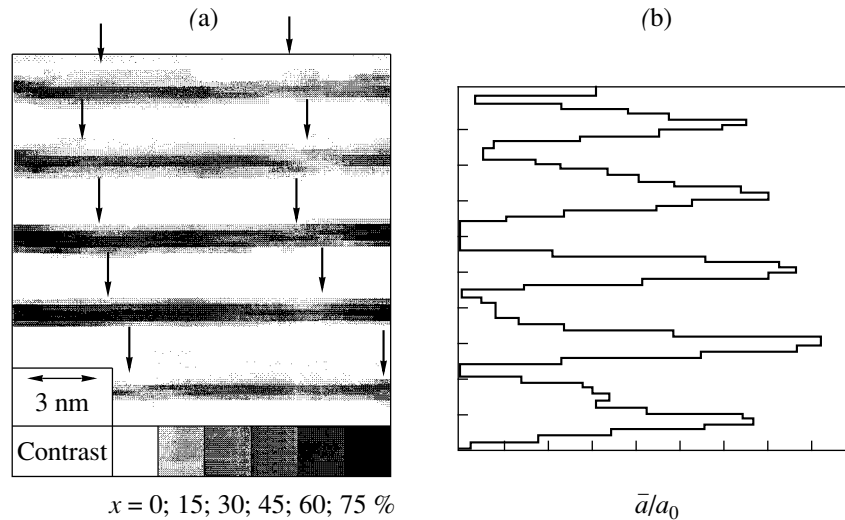 (a)
(b)
3 nm
Contrast
x = 0; 15; 30; 45; 60; 75 %
a̅/a₀